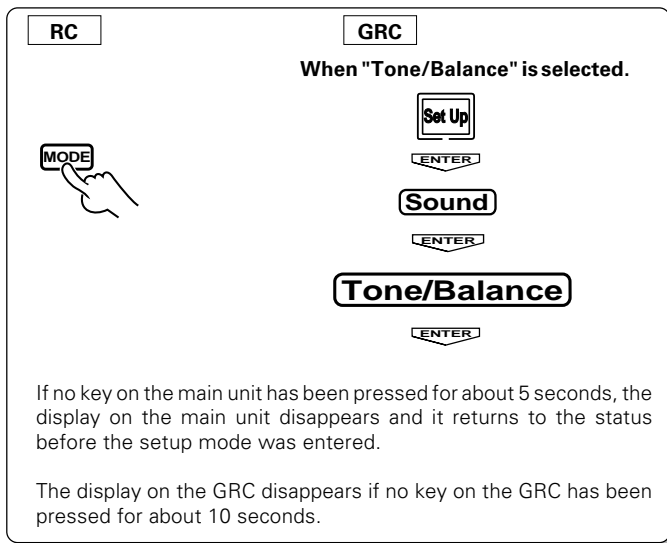 RC
GRC
When "Tone/Balance" is selected.
Set Up
ENTER
MODE
Sound
ENTER
Tone/Balance
ENTER
If no key on the main unit has been pressed for about 5 seconds, the
display on the main unit disappears and it returns to the status
before the setup mode was entered.
The display on the GRC disappears if no key on the GRC has been
pressed for about 10 seconds.